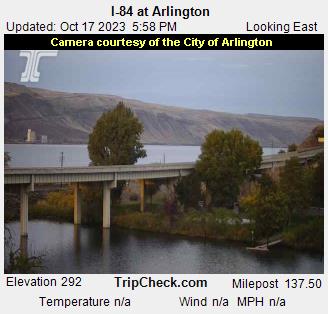 I-84 at Arlington
Updated: Oct 17 2023 5:58 PM Looking East
Camera courtesy of the City of Arlington
Elevation 292 TripCheck.com Milepost 137.50
Temperature n/a Wind n/a MPH n/a